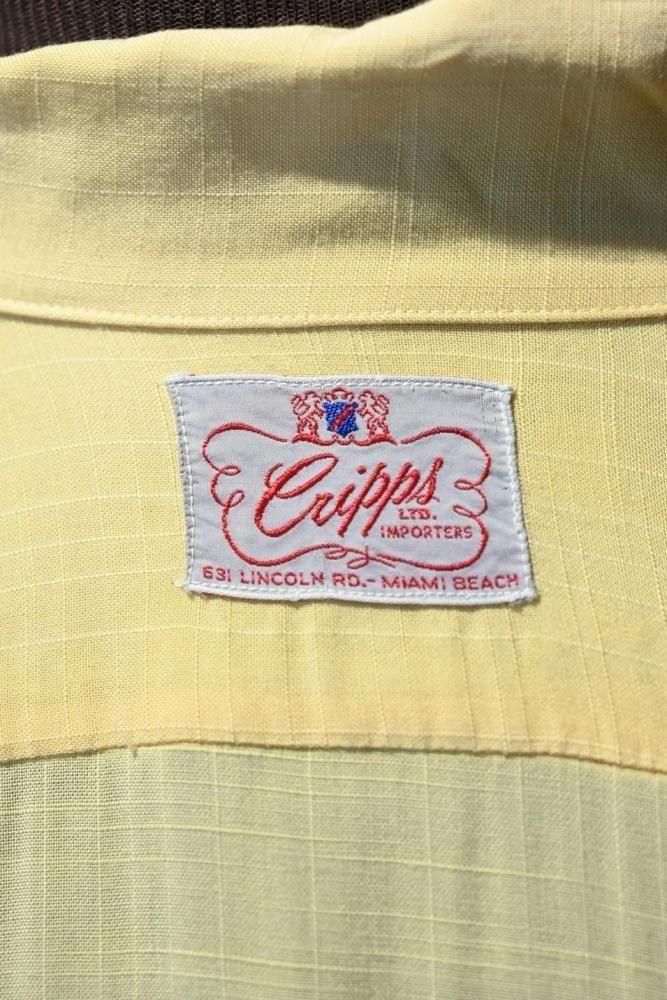 Cripps
LTD.
IMPORTERS
631 LINCOLN RD.- MIAMI BEACH